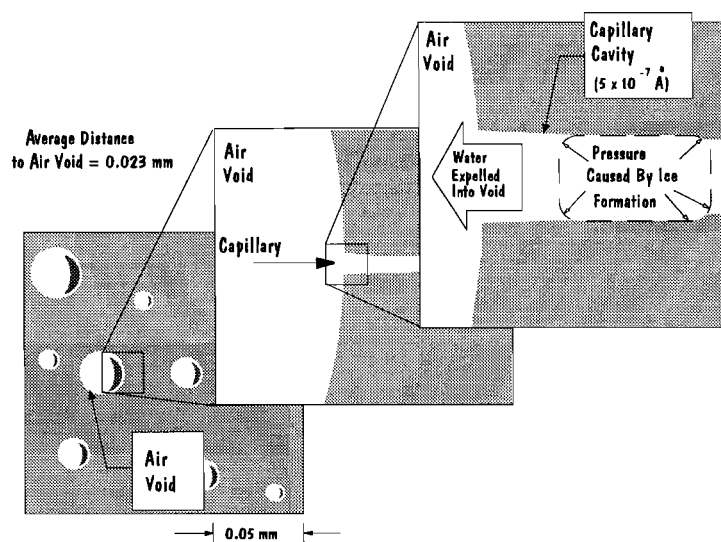 Air
Void
Capillary
Cavity
(5 x 10 -7 Å)
Average Distance
to Air Void = 0.023 mm
Air
Void
Water
Expelled
Into Void
Pressure
Caused By Ice
Formation
Capillary
Air
Void
0.05 mm